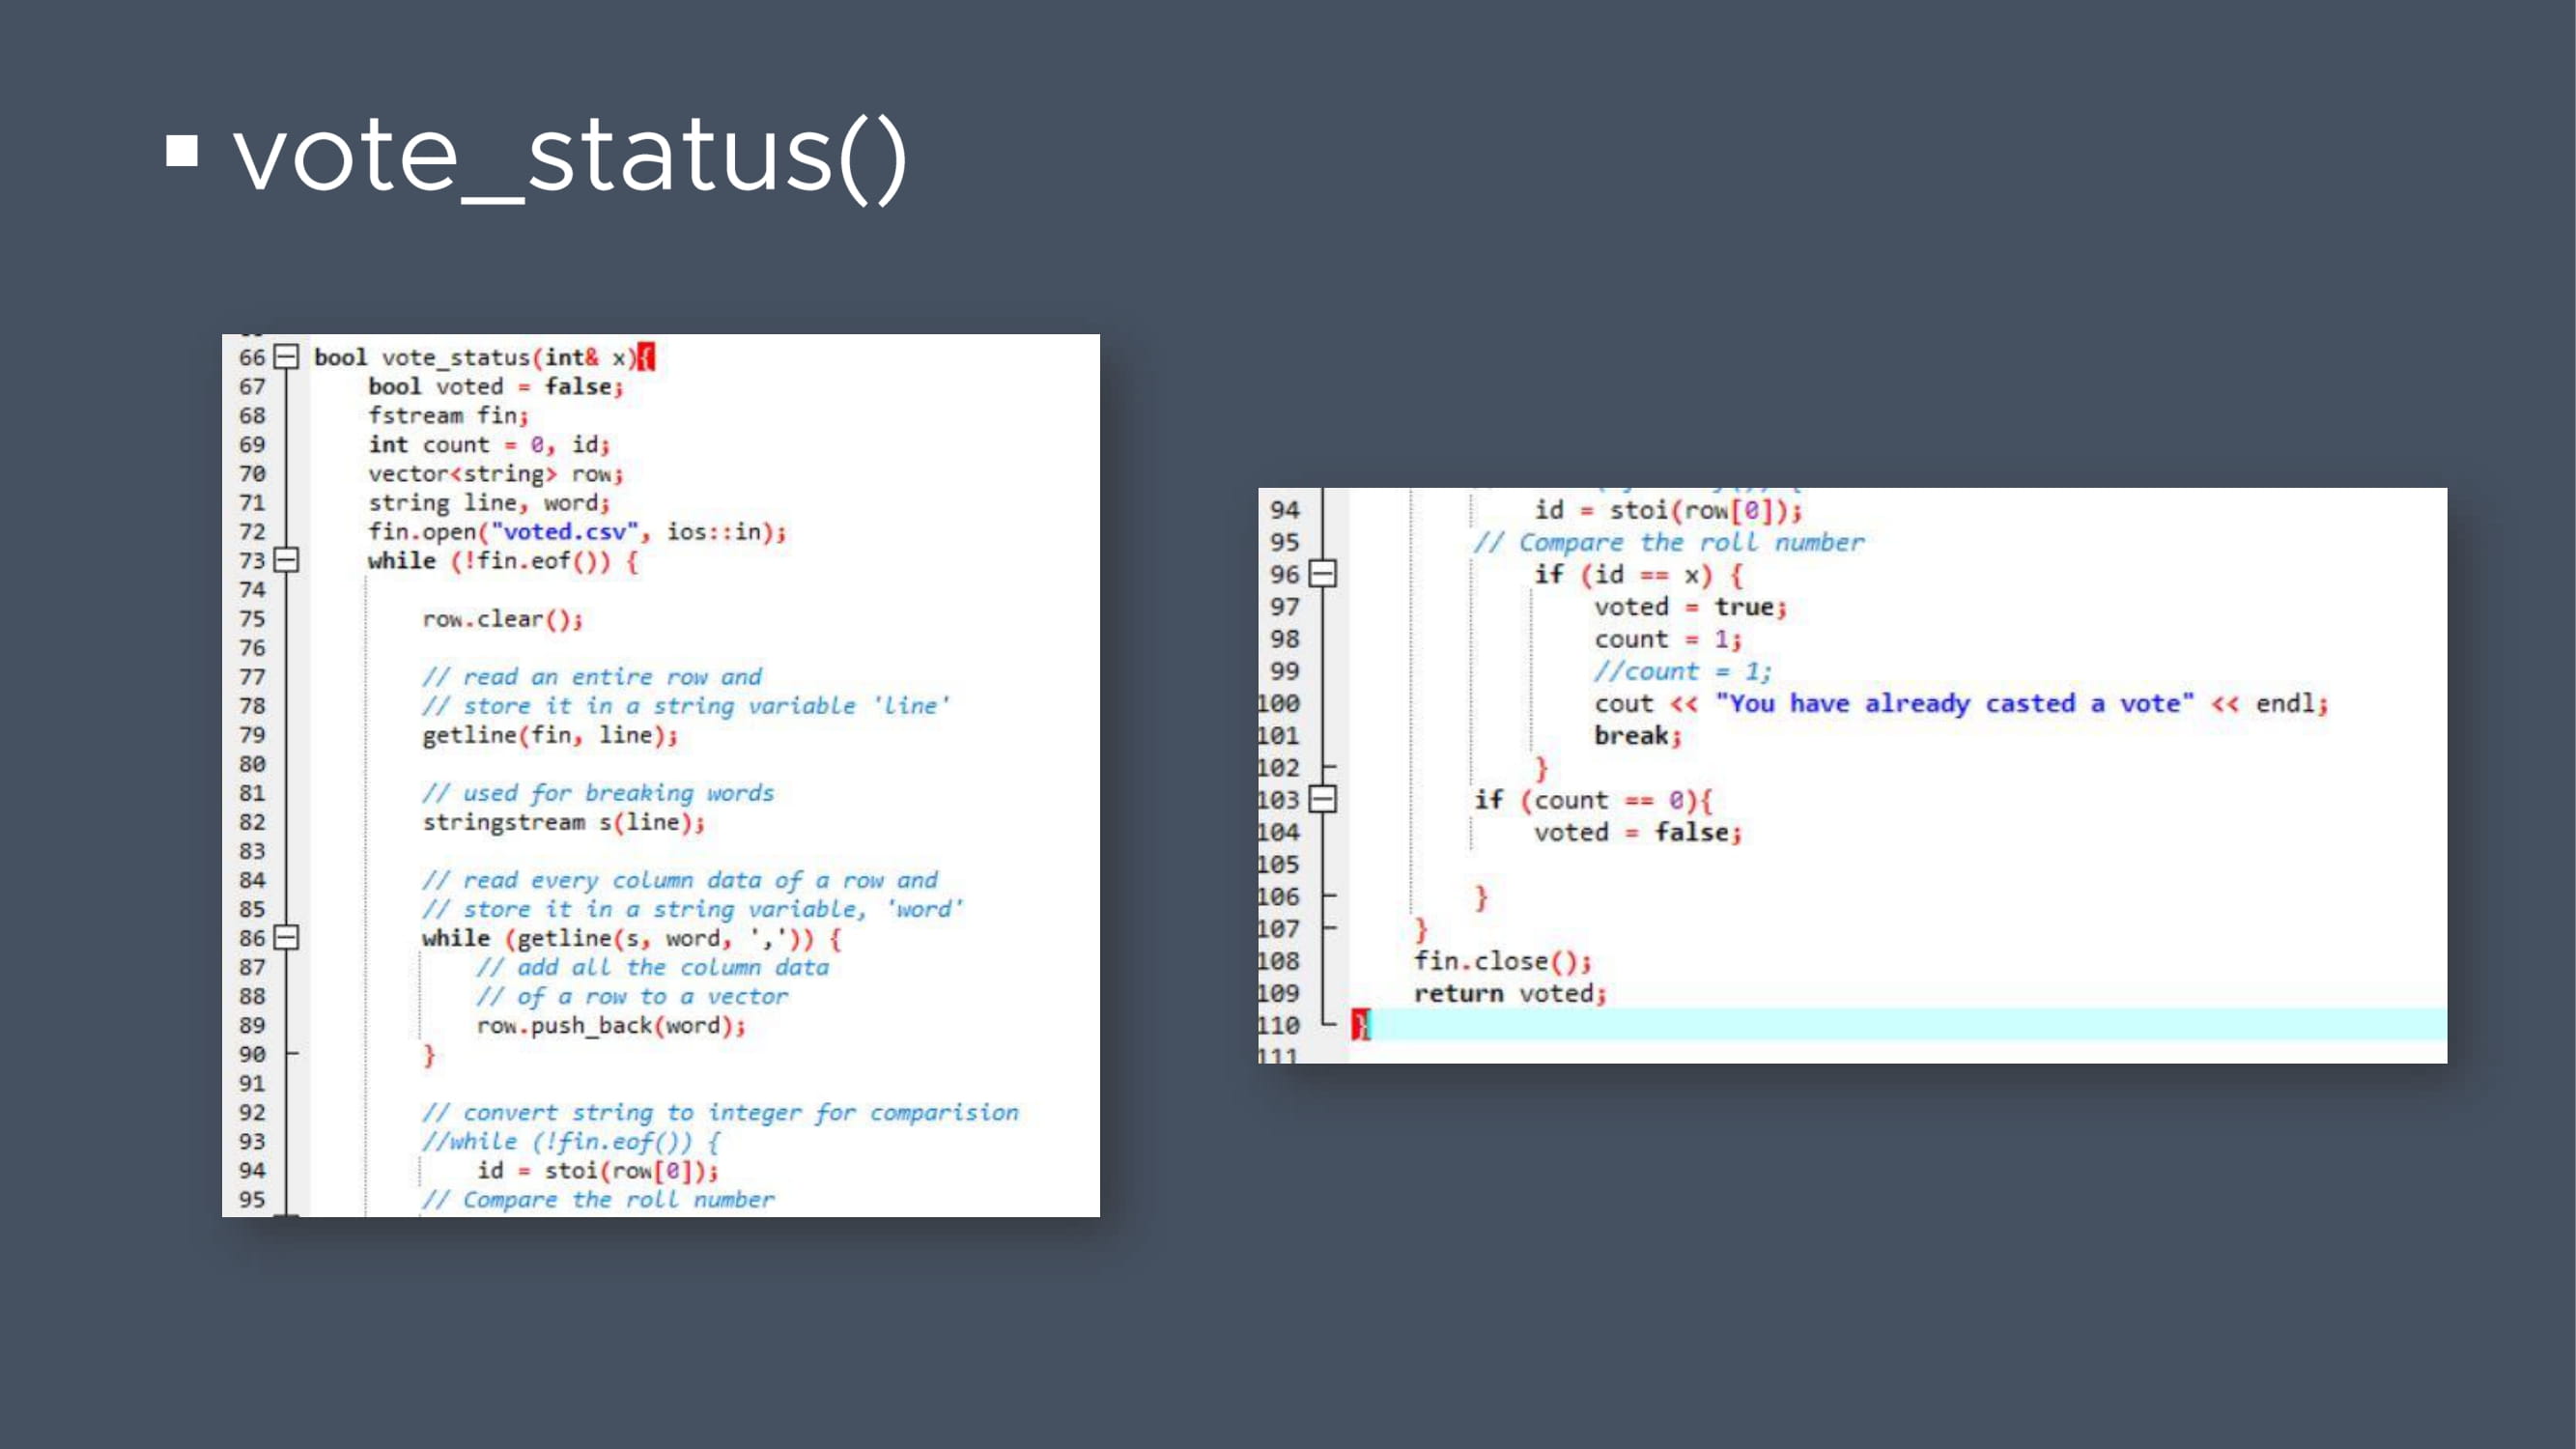 ▪ vote_status()
66 bool vote_status(int& x){
67 bool voted = false;
68 fstream fin;
69 int count = 0, id;
70 vector<string> row;
71 string line, word;
72 fin.open("voted.csv", ios::in);
73 while (!fin.eof()) {
74
75 row.clear();
76
77 // read an entire row and
78 // store it in a string variable 'line'
79 getline(fin, line);
80
81 // used for breaking words
82 stringstream s(line);
83
84 // read every column data of a row and
85 // store it in a string variable, 'word'
86 while (getline(s, word, ',')) {
87 // add all the column data
88 // of a row to a vector
89 row.push_back(word);
90 }
91
92 // convert string to integer for comparision
93 //while (!fin.eof()) {
94 id = stoi(row[0]);
95 // Compare the roll number
94 id = stoi(row[0]);
95 // Compare the roll number
96 if (id == x) {
97 voted = true;
98 count = 1;
99 //count = 1;
100 cout << "You have already casted a vote" << endl;
101 break;
102 }
103 if (count == 0){
104 voted = false;
105
106 }
107 }
108 fin.close();
109 return voted;
110 }
111